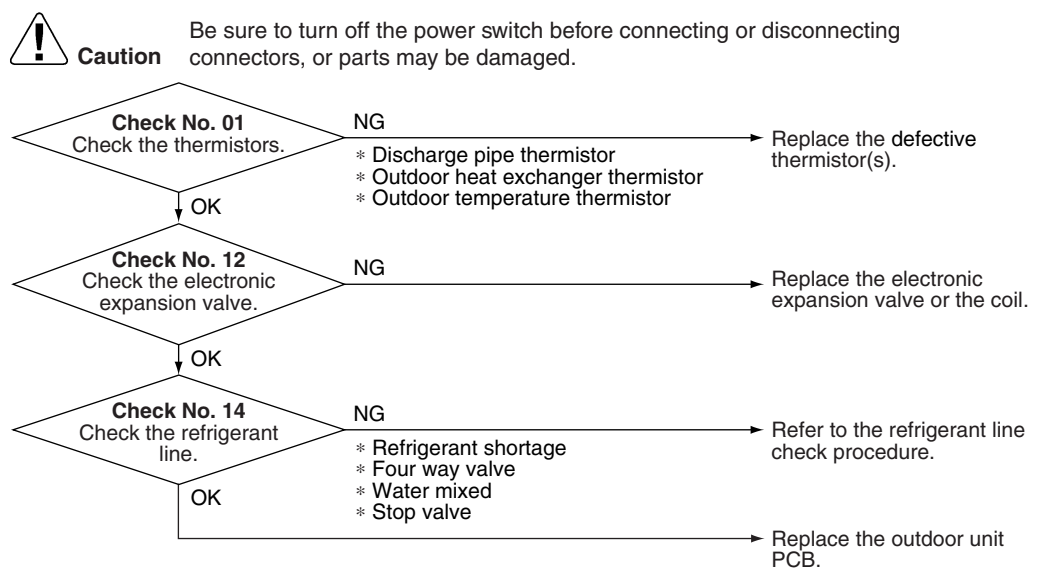 Be sure to turn off the power switch before connecting or disconnecting
Caution connectors, or parts may be damaged.
Check No. 01
Check the thermistors.
NG
∗ Discharge pipe thermistor
∗ Outdoor heat exchanger thermistor
∗ Outdoor temperature thermistor
Replace the defective
thermistor(s).
OK
Check No. 12
Check the electronic
expansion valve.
NG
Replace the electronic
expansion valve or the coil.
OK
Check No. 14
Check the refrigerant
line.
NG
∗ Refrigerant shortage
∗ Four way valve
∗ Water mixed
∗ Stop valve
Refer to the refrigerant line
check procedure.
OK
Replace the outdoor unit
PCB.